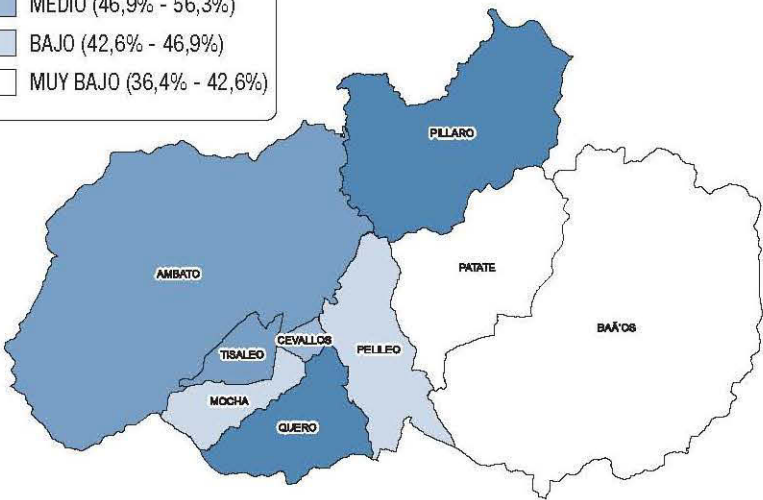 MEDIO (46,9% - 56,3%)
BAJO (42,6% - 46,9%)
MUY BAJO (36,4% - 42,6%)
PILLARO
AMBATO
PATATE
BAÃ'OS
CEVALLOS
TISALEO
PELILEO
MOCHA
QUERO